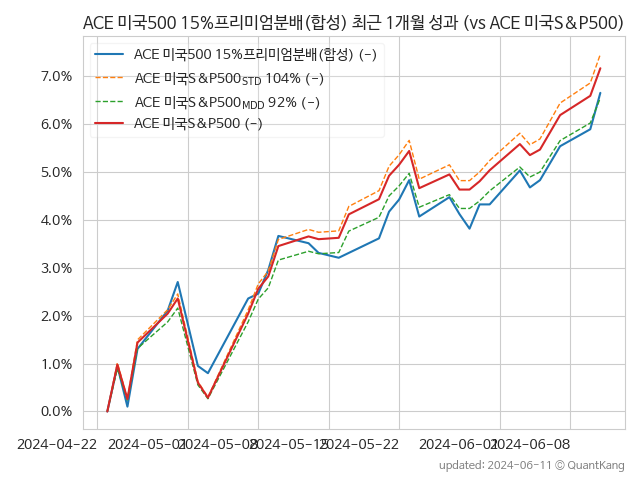 ACE 미국500 15%프리미엄분배(합성) 최근 1개월 성과 (vs ACE 미국S&P500)
ACE 미국500 15%프리미엄분배(합성) (-)
ACE 미국S&P500STD 104% (-)
ACE 미국S&P500MDD 92% (-)
ACE 미국S&P500 (-)
7.0%
6.0%
5.0%
4.0%
3.0%
2.0%
1.0%
0.0%
2024-04-22 2024-05-01 2024-05-08 2024-05-15 2024-05-22 2024-06-01 2024-06-08
updated: 2024-06-11 © QuantKang